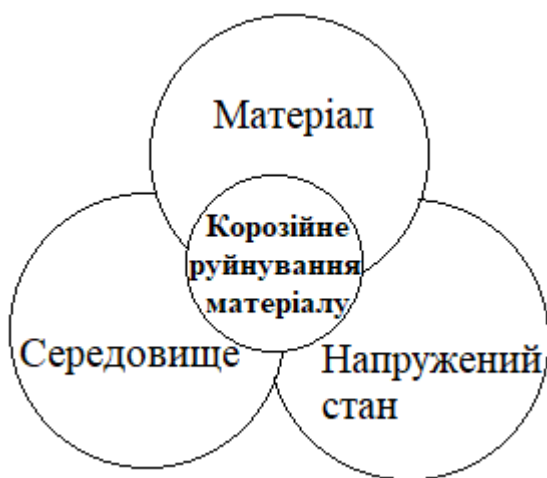 Матеріал
Корозійне
руйнування
матеріалу
Середовище
Напружений
стан